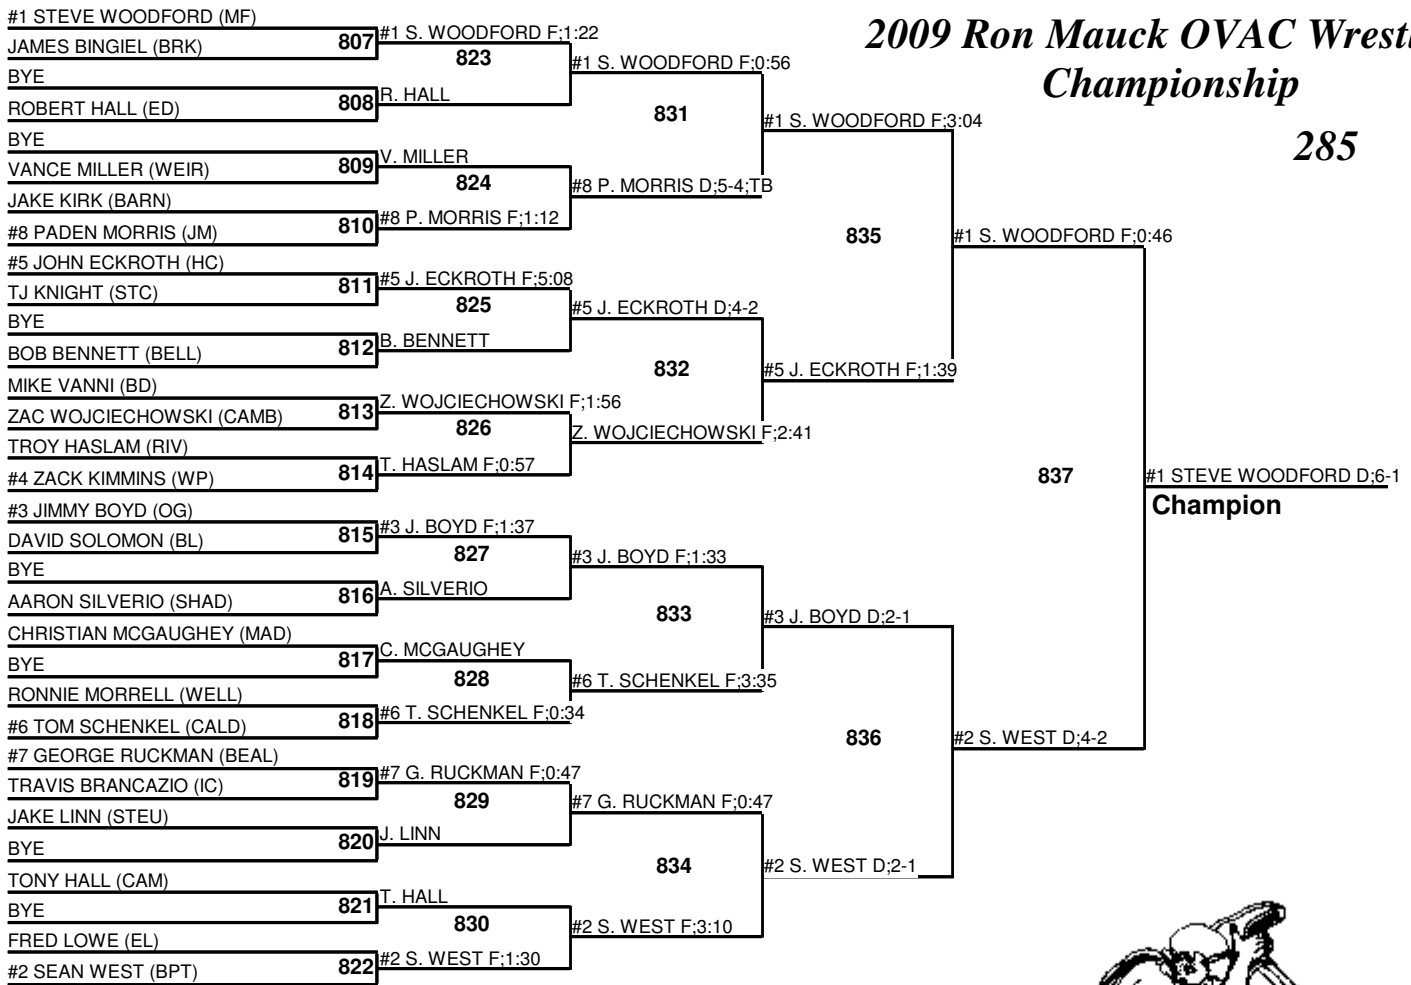 2009 Ron Mauck OVAC Wrestl
Championship
285
#1 STEVE WOODFORD (MF)
JAMES BINGIEL (BRK)
BYE
ROBERT HALL (ED)
BYE
VANCE MILLER (WEIR)
JAKE KIRK (BARN)
#8 PADEN MORRIS (JM)
#5 JOHN ECKROTH (HC)
TJ KNIGHT (STC)
BYE
BOB BENNETT (BELL)
MIKE VANNI (BD)
ZAC WOJCIECHOWSKI (CAMB)
TROY HASLAM (RIV)
#4 ZACK KIMMINS (WP)
#3 JIMMY BOYD (OG)
DAVID SOLOMON (BL)
BYE
AARON SILVERIO (SHAD)
CHRISTIAN MCGAUGHEY (MAD)
BYE
RONNIE MORRELL (WELL)
#6 TOM SCHENKEL (CALD)
#7 GEORGE RUCKMAN (BEAL)
TRAVIS BRANCAZIO (IC)
JAKE LINN (STEU)
BYE
TONY HALL (CAM)
BYE
FRED LOWE (EL)
#2 SEAN WEST (BPT)
807
808
809
810
811
812
813
814
815
816
817
818
819
820
821
822
#1 S. WOODFORD F;1:22
823
R. HALL
V. MILLER
824
#8 P. MORRIS F;1:12
#5 J. ECKROTH F;5:08
825
B. BENNETT
Z. WOJCIECHOWSKI F;1:56
826
T. HASLAM F;0:57
#3 J. BOYD F;1:37
827
A. SILVERIO
C. MCGAUGHEY
828
#6 T. SCHENKEL F;0:34
#7 G. RUCKMAN F;0:47
829
J. LINN
T. HALL
830
#2 S. WEST F;1:30
#1 S. WOODFORD F;0:56
831
#8 P. MORRIS D;5-4;TB
#5 J. ECKROTH D;4-2
832
Z. WOJCIECHOWSKI F;2:41
#3 J. BOYD F;1:33
833
#6 T. SCHENKEL F;3:35
#7 G. RUCKMAN F;0:47
834
#2 S. WEST F;3:10
#1 S. WOODFORD F;3:04
835
#5 J. ECKROTH F;1:39
#3 J. BOYD D;2-1
836
#2 S. WEST D;2-1
#1 S. WOODFORD F;0:46
837
#2 S. WEST D;4-2
#1 STEVE WOODFORD D;6-1
Champion